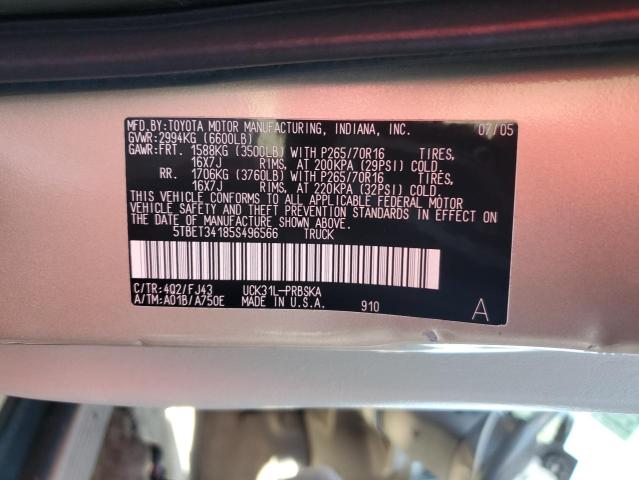 MFD.BY:TOYOTA MOTOR MANUFACTURING, INDIANA, INC. 07/05
GVWR:2994KG (6600LB)
GAWR:FRT. 1588KG (3500LB) WITH P265/70R16 TIRES,
16X7J RIMS, AT 200KPA (29PSI) COLD
RR. 1706KG (3760LB) WITH P265/70R16 TIRES,
16X7J RIMS, AT 220KPA (32PSI) COLD
THIS VEHICLE CONFORMS TO ALL APPLICABLE FEDERAL MOTOR
VEHICLE SAFETY AND THEFT PREVENTION STANDARDS IN EFFECT
ON THE DATE OF MANUFACTURE SHOWN ABOVE.
5TBET34185S496566 TRUCK
C/TR:4Q2/FJ43 UCK31L-PRBSKA
A/TM:A01B/A750E MADE IN U.S.A. 910 A